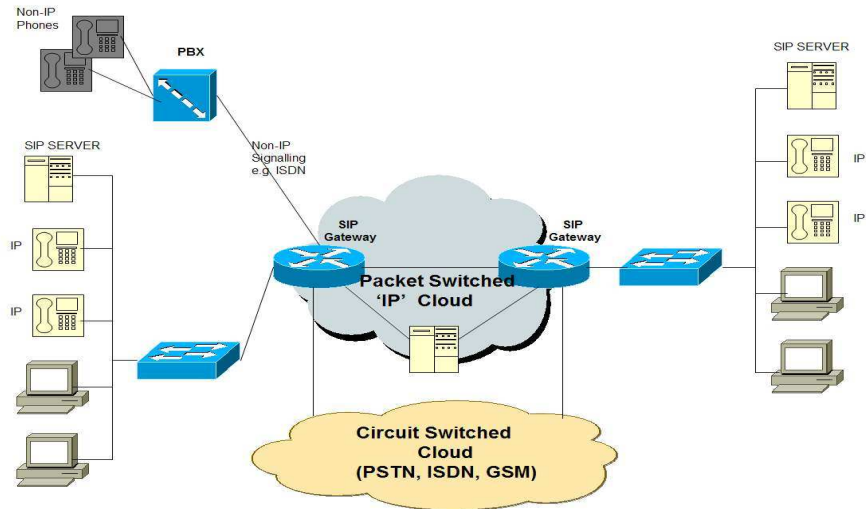 Non-IP
Phones
PBX
SIP SERVER
SIP SERVER
Non-IP
Signalling
e.g. ISDN
IP
IP
IP
IP
SIP
Gateway
SIP
Gateway
Packet Switched
'IP' Cloud
Circuit Switched
Cloud
(PSTN, ISDN, GSM)